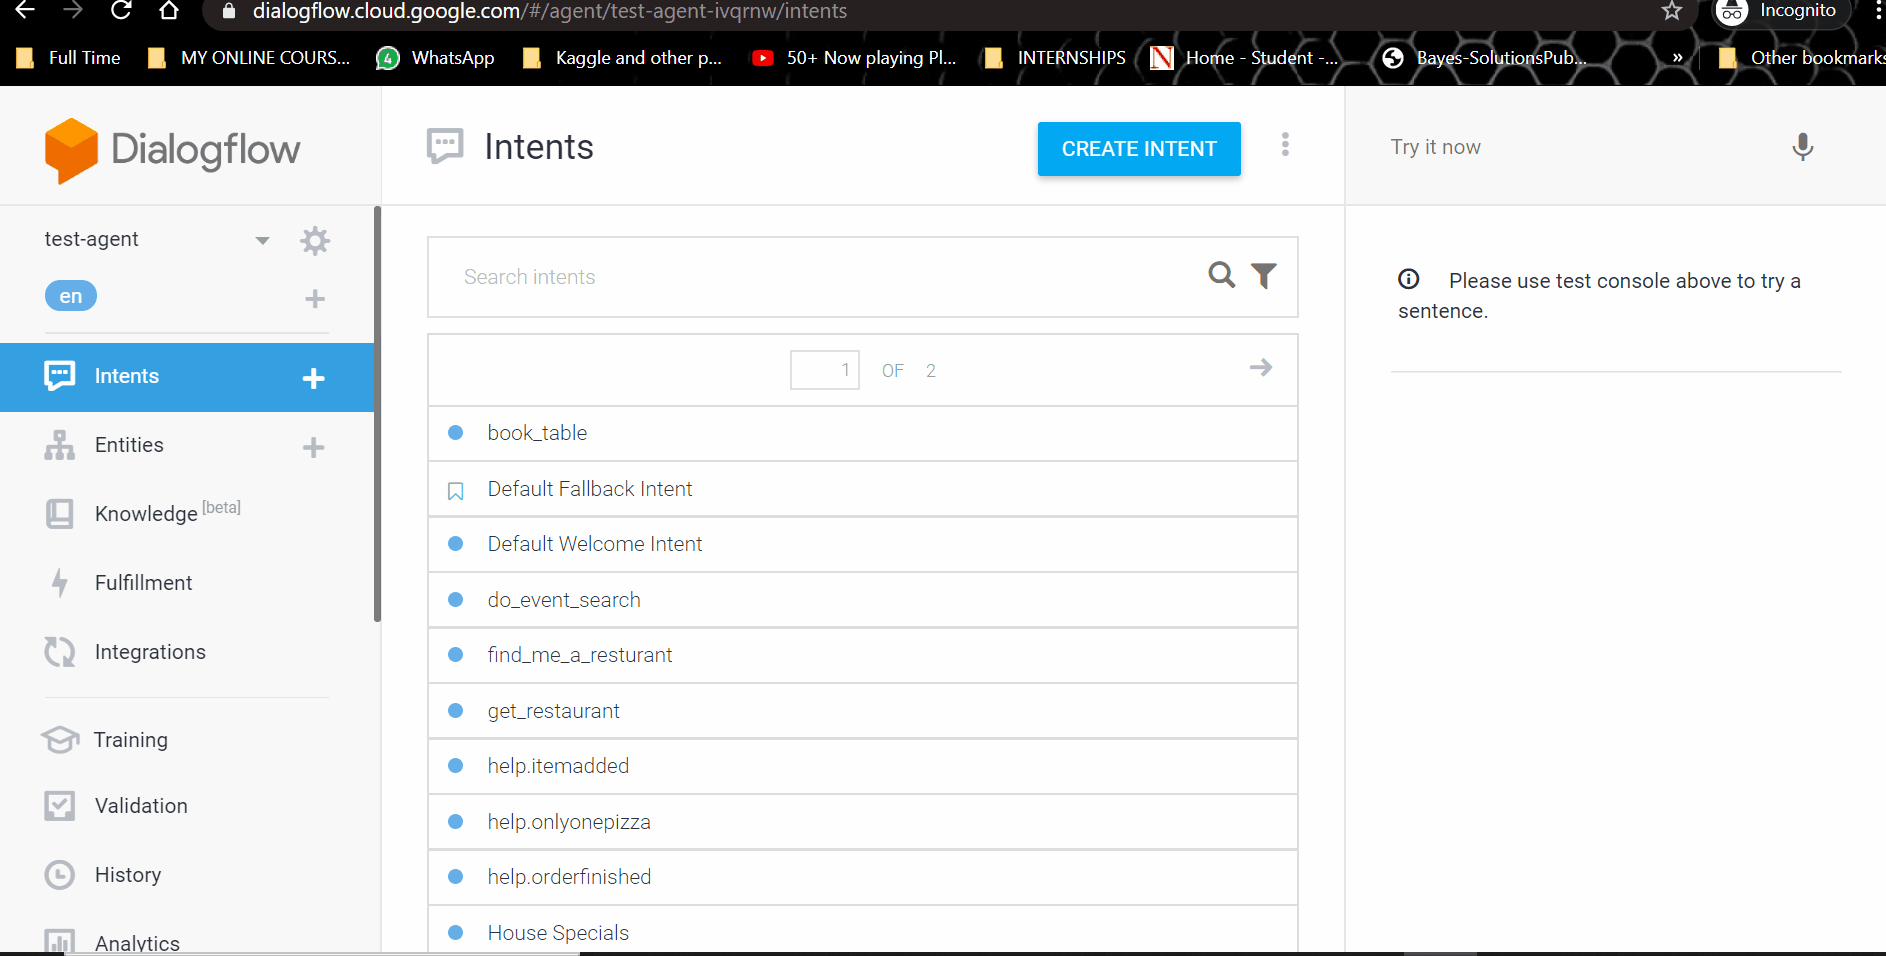 dialogflow.cloud.google.com/#/agent/test-agent-ivqrnw/intents
Incognito
Full Time
MY ONLINE COURS...
4
WhatsApp
Kaggle and other p...
50+ Now playing Pl...
INTERNSHIPS
N
Home - Student -...
Bayes-SolutionsPub...
»
Other bookmarks
Dialogflow
test-agent
en
Intents
Entities
Knowledge [beta]
Fulfillment
Integrations
Training
Validation
History
Analytics
Intents
CREATE INTENT
Search intents
1 OF 2
book_table
Default Fallback Intent
Default Welcome Intent
do_event_search
find_me_a_resturant
get_restaurant
help.itemadded
help.onlyonepizza
help.orderfinished
House Specials
Try it now
Please use test console above to try a
sentence.